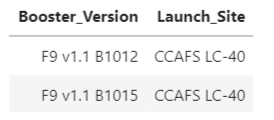 Booster_Version Launch_Site
F9 v1.1 B1012 CCAFS LC-40
F9 v1.1 B1015 CCAFS LC-40